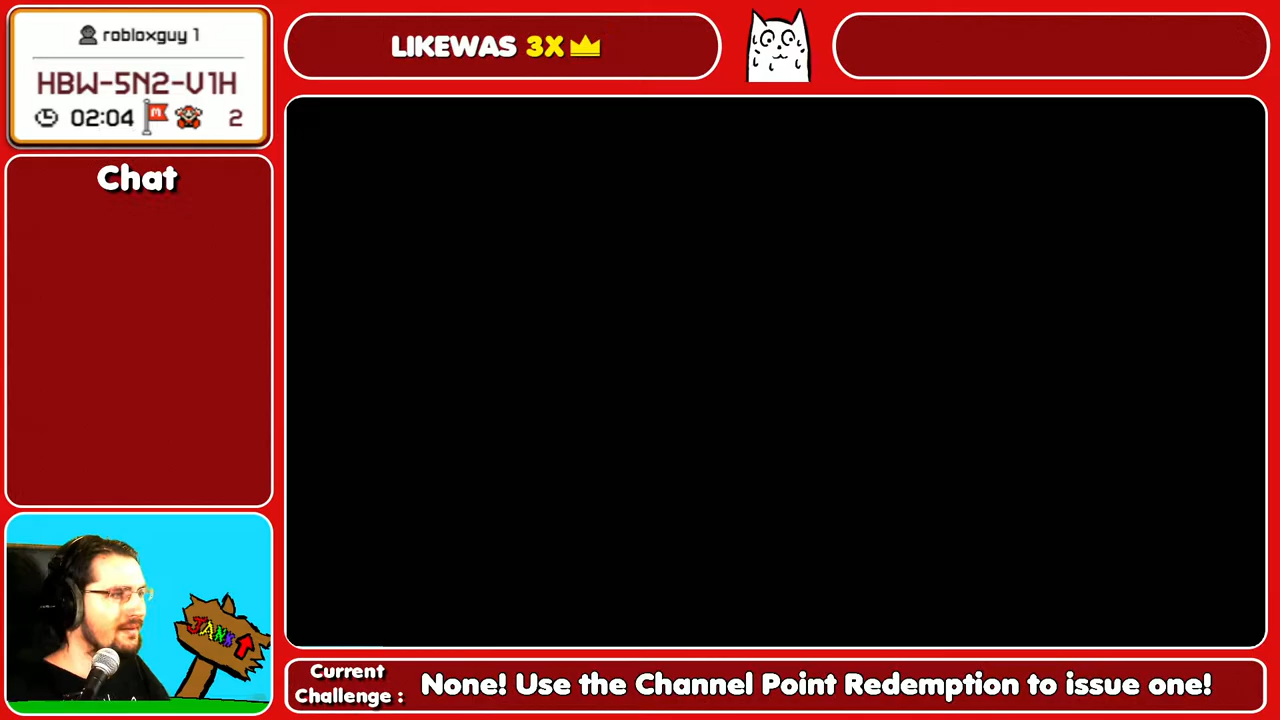 robloxguy 1
HBW-5N2-V1H
02:04 M 2
LIKEWAS 3X
Chat
JANK
Current Challenge :
None! Use the Channel Point Redemption to issue one!